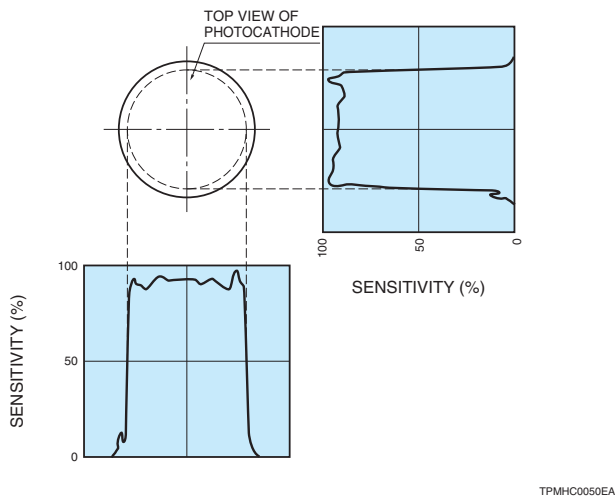 TOP VIEW OF
PHOTOCATHODE
100
50
0
SENSITIVITY (%)
100
50
0
SENSITIVITY (%)
TPMHC0050EA